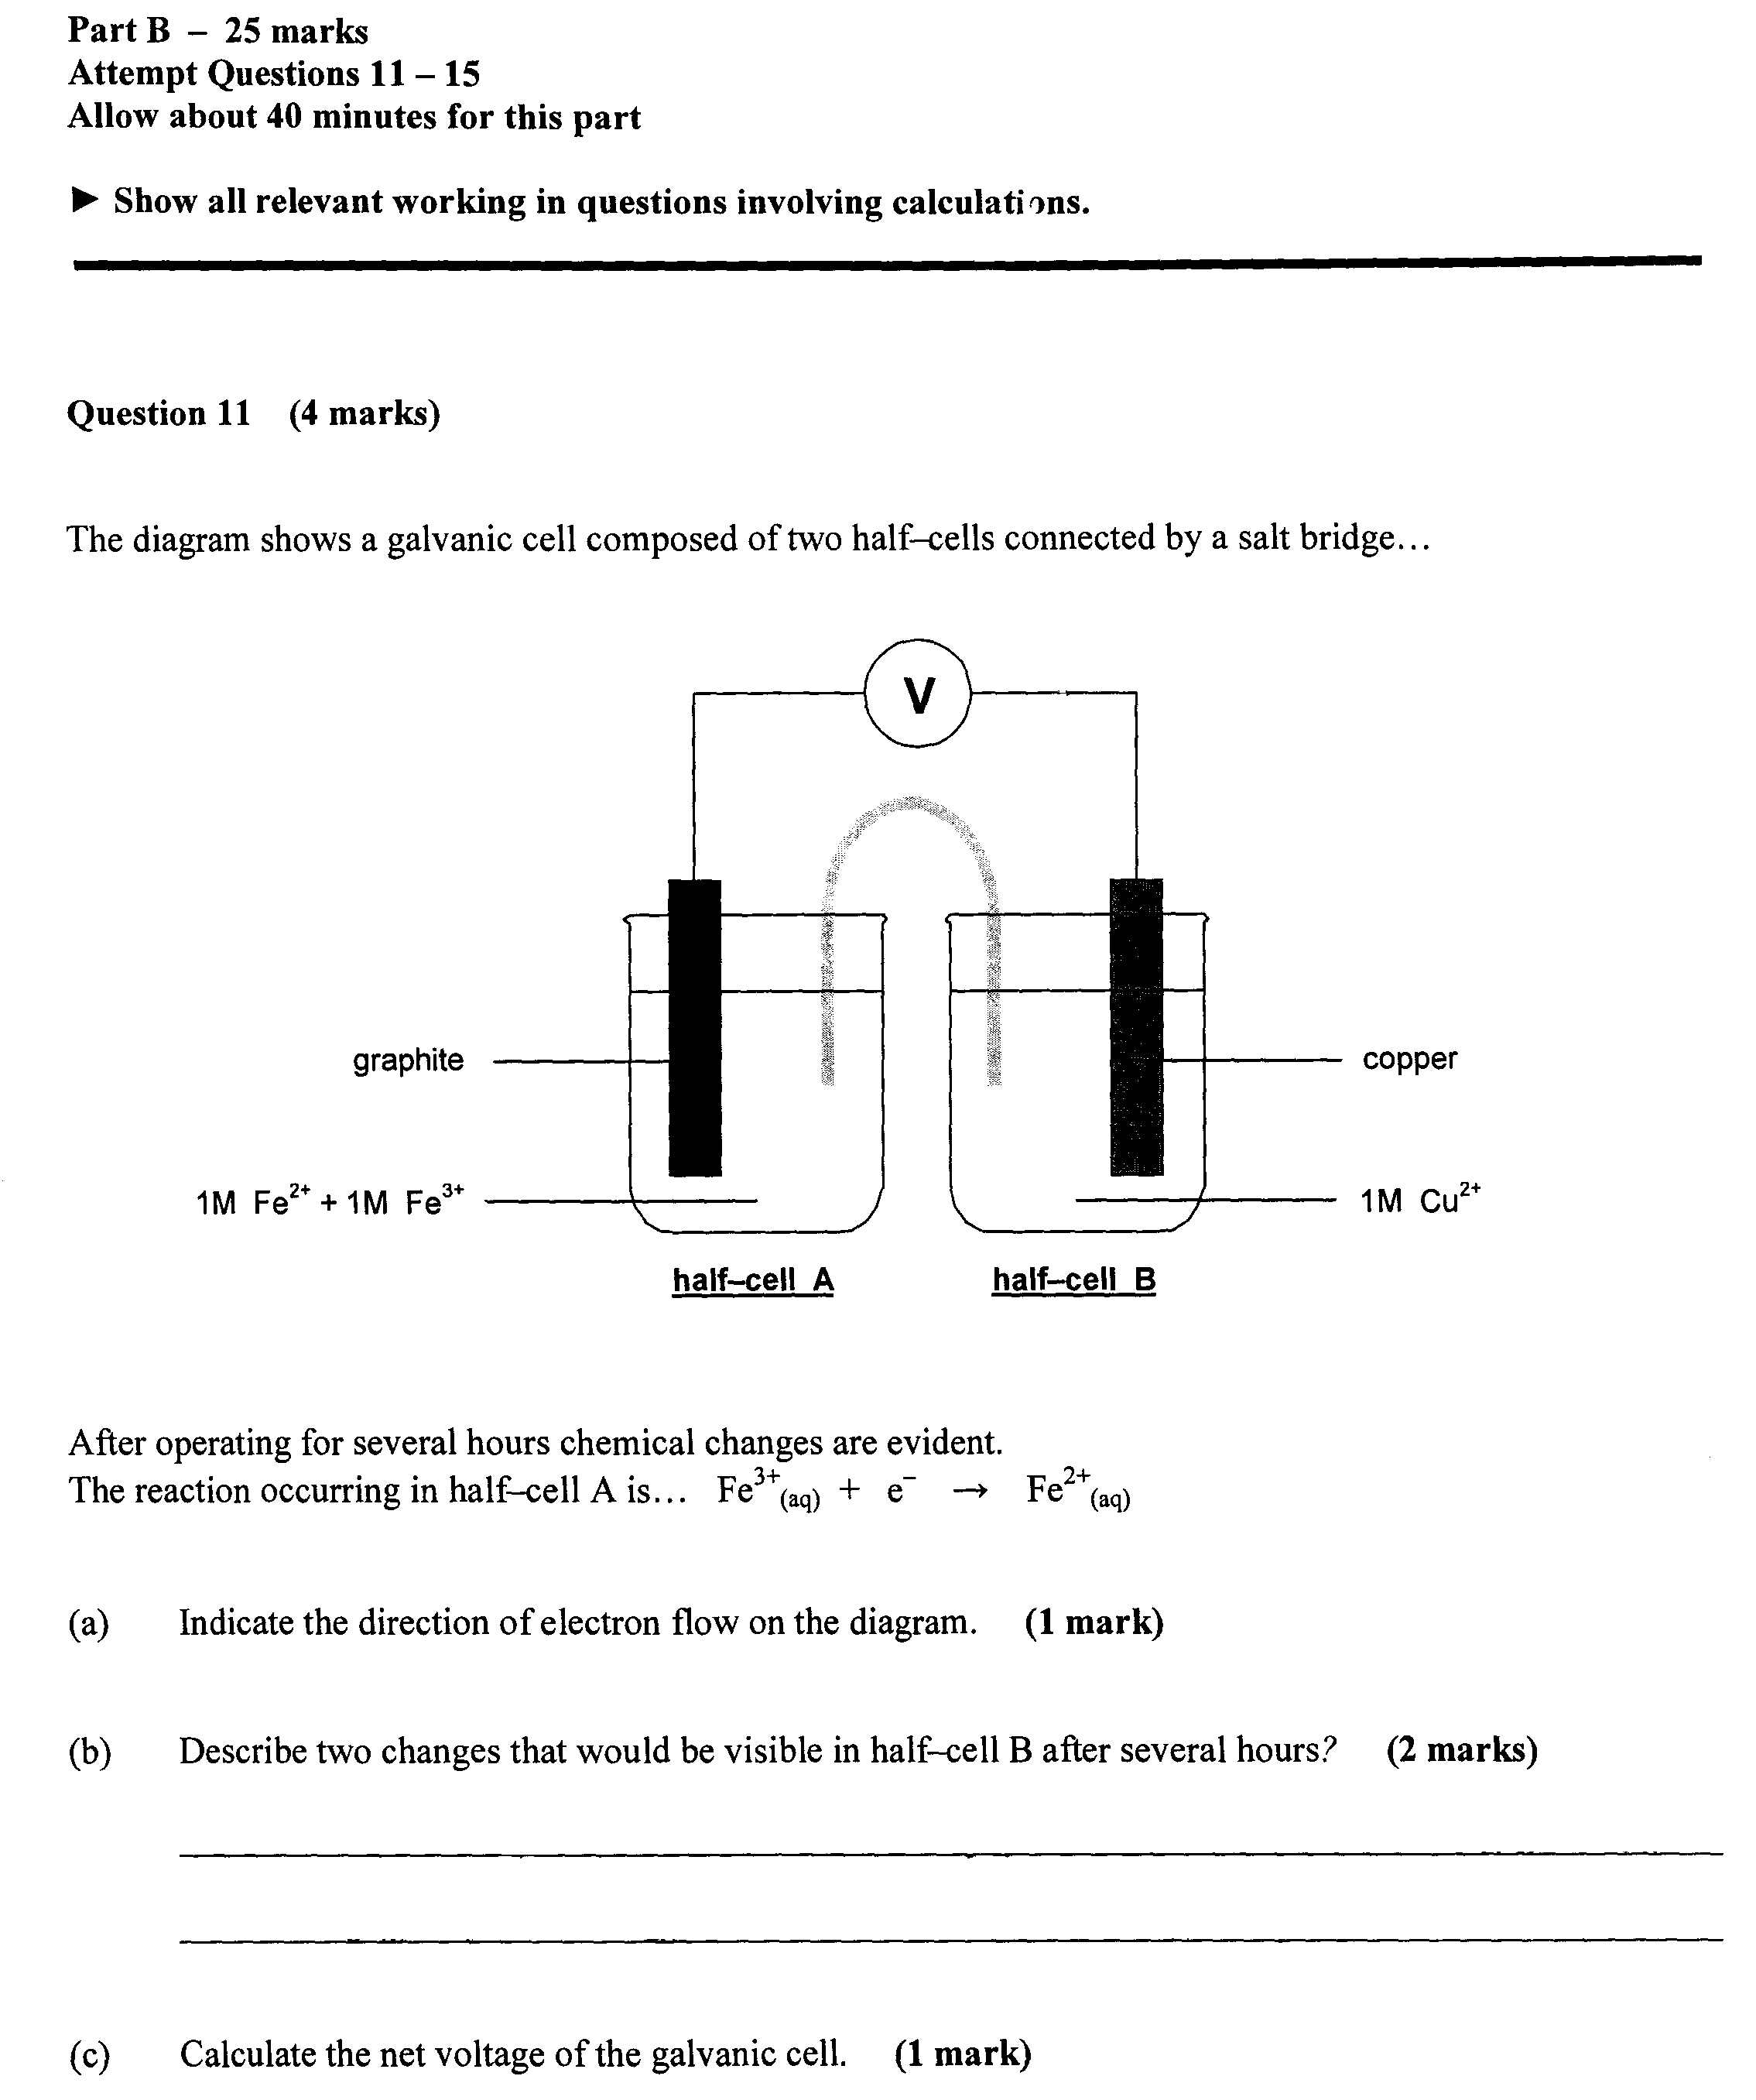 Part B – 25 marks
Attempt Questions 11 – 15
Allow about 40 minutes for this part
► Show all relevant working in questions involving calculations.
Question 11 (4 marks)
The diagram shows a galvanic cell composed of two half–cells connected by a salt bridge…
V
graphite
copper
1M Fe²⁺ + 1M Fe³⁺
1M Cu²⁺
half–cell A
half–cell B
After operating for several hours chemical changes are evident.
The reaction occurring in half–cell A is… Fe³⁺(aq) + e⁻ → Fe²⁺(aq)
(a) Indicate the direction of electron flow on the diagram. (1 mark)
(b) Describe two changes that would be visible in half–cell B after several hours? (2 marks)
(c) Calculate the net voltage of the galvanic cell. (1 mark)